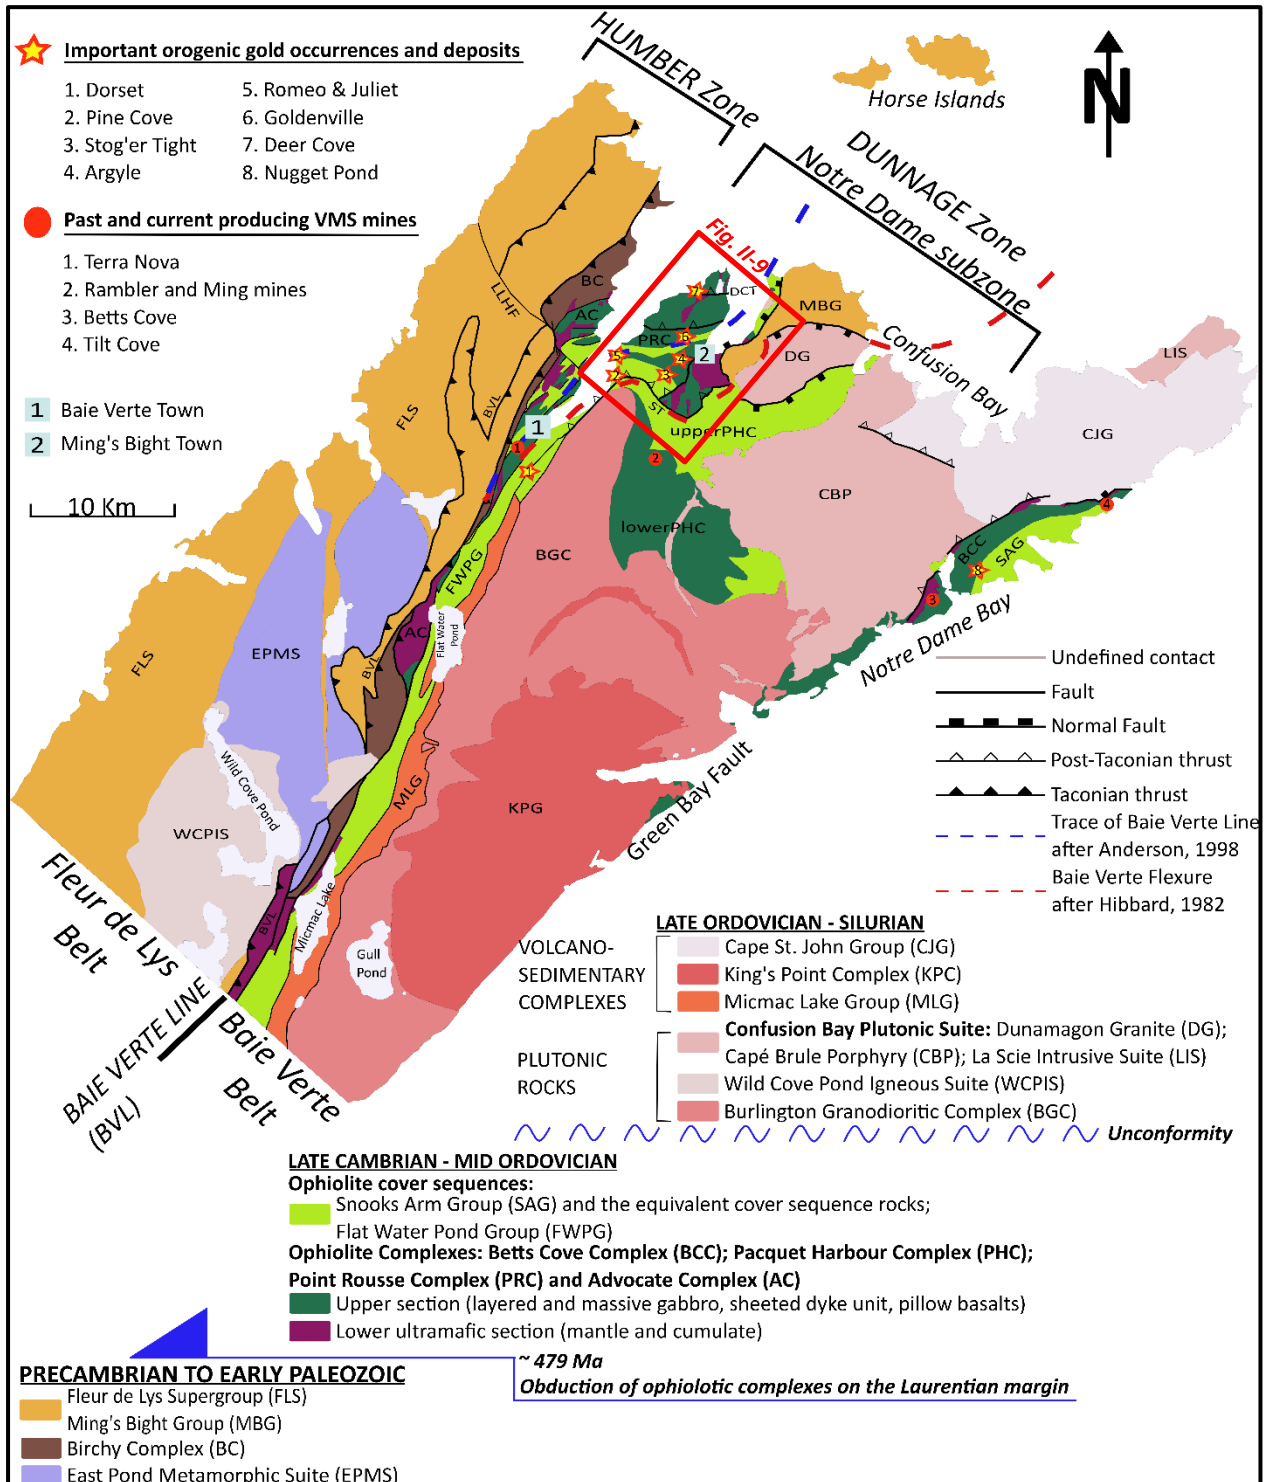 Important orogenic gold occurrences and deposits
1. Dorset
2. Pine Cove
3. Stog'er Tight
4. Argyle
5. Romeo & Juliet
6. Goldenville
7. Deer Cove
8. Nugget Pond
Past and current producing VMS mines
1. Terra Nova
2. Rambler and Ming mines
3. Betts Cove
4. Tilt Cove
1 Baie Verte Town
2 Ming's Bight Town
10 Km
HUMBER Zone
DUNNAGE Zone
Notre Dame subzone
Horse Islands
N
Fig. II-9
LLHF
BC
AC
FLS
BVL
7
DCT
PRC
6
5
4
2
2
3
ST
MBG
DG
Confusion Bay
LIS
CJG
1
1
1
upperPHC
2
CBP
lowerPHC
BGC
FWPG
4
BCC
SAG
8
3
Notre Dame Bay
AC
Flat Water
Pond
EPMS
FLS
BVL
MLG
Wild Cove Pond
WCPIS
KPG
Green Bay Fault
Micmac Lake
BVL
Gull
Pond
Fleur de Lys
Belt
BAIE VERTE LINE
(BVL)
Baie Verte
Belt
Undefined contact
Fault
Normal Fault
Post-Taconian thrust
Taconian thrust
Trace of Baie Verte Line
after Anderson, 1998
Baie Verte Flexure
after Hibbard, 1982
LATE ORDOVICIAN - SILURIAN
VOLCANO-
SEDIMENTARY
COMPLEXES
Cape St. John Group (CJG)
King's Point Complex (KPC)
Micmac Lake Group (MLG)
PLUTONIC
ROCKS
Confusion Bay Plutonic Suite: Dunamagon Granite (DG);
Capé Brule Porphyry (CBP); La Scie Intrusive Suite (LIS)
Wild Cove Pond Igneous Suite (WCPIS)
Burlington Granodioritic Complex (BGC)
Unconformity
LATE CAMBRIAN - MID ORDOVICIAN
Ophiolite cover sequences:
Snooks Arm Group (SAG) and the equivalent cover sequence rocks;
Flat Water Pond Group (FWPG)
Ophiolite Complexes: Betts Cove Complex (BCC); Pacquet Harbour Complex (PHC);
Point Rousse Complex (PRC) and Advocate Complex (AC)
Upper section (layered and massive gabbro, sheeted dyke unit, pillow basalts)
Lower ultramafic section (mantle and cumulate)
~ 479 Ma
Obduction of ophiolotic complexes on the Laurentian margin
PRECAMBRIAN TO EARLY PALEOZOIC
Fleur de Lys Supergroup (FLS)
Ming's Bight Group (MBG)
Birchy Complex (BC)
East Pond Metamorphic Suite (EPMS)